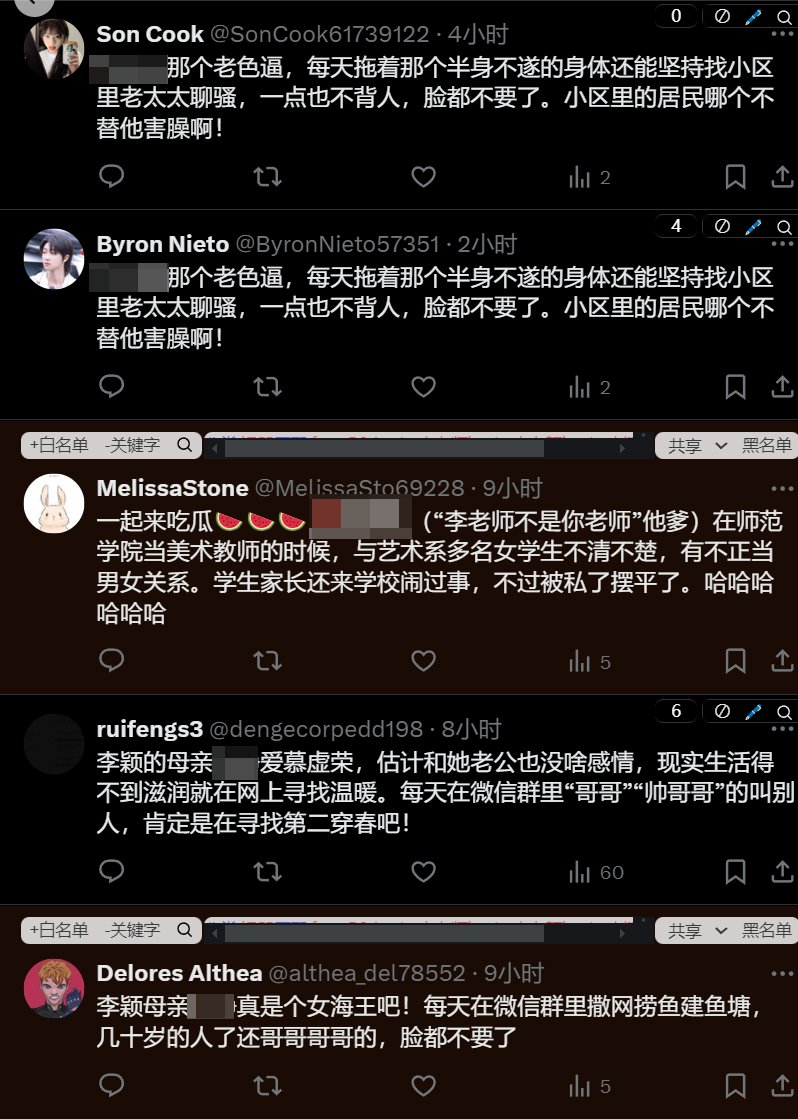 0
Son Cook @SonCook61739122 · 4小时
那个老色逼，每天拖着那个半身不遂的身体还能坚持找小区
里老太太聊骚，一点也不背人，脸都不要了。小区里的居民哪个不
替他害臊啊！
2
4
Byron Nieto @ByronNieto57351 · 2小时
那个老色逼，每天拖着那个半身不遂的身体还能坚持找小区
里老太太聊骚，一点也不背人，脸都不要了。小区里的居民哪个不
替他害臊啊！
2
+白名单 -关键字 共享 黑名单
MelissaStone @MelissaSto69228 · 9小时
一起来吃瓜🍉🍉🍉（“李老师不是你老师”他爹）在师范
学院当美术教师的时候，与艺术系多名女学生不清不楚，有不正当
男女关系。学生家长还来学校闹过事，不过被私了摆平了。哈哈哈
哈哈哈
5
6
ruifengs3 @dengecorpedd198 · 8小时
李颖的母亲爱慕虚荣，估计和她老公也没啥感情，现实生活得
不到滋润就在网上寻找温暖。每天在微信群里“哥哥”“帅哥哥”的叫别
人，肯定是在寻找第二穿春吧！
60
+白名单 -关键字 共享 黑名单
Delores Althea @althea_del78552 · 9小时
李颖母亲真是个女海王吧！每天在微信群里撒网捞鱼建鱼塘，
几十岁的人了还哥哥哥哥的，脸都不要了
5